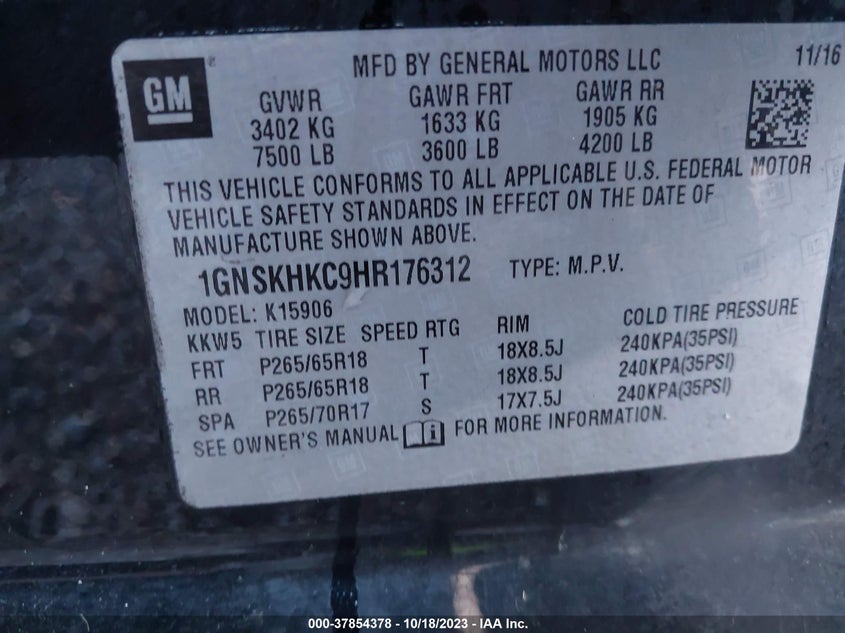 GM®
MFD BY GENERAL MOTORS LLC 11/16
GVWR GAWR FRT GAWR RR
3402 KG 1633 KG 1905 KG
7500 LB 3600 LB 4200 LB
THIS VEHICLE CONFORMS TO ALL APPLICABLE U.S. FEDERAL MOTOR
VEHICLE SAFETY STANDARDS IN EFFECT ON THE DATE OF
MANUFACTURE SHOWN ABOVE.
1GNSKHKC9HR176312 TYPE: M.P.V.
MODEL: K15906
KKW5 TIRE SIZE SPEED RTG RIM COLD TIRE PRESSURE
FRT P265/65R18 T 18X8.5J 240KPA(35PSI)
RR P265/65R18 T 18X8.5J 240KPA(35PSI)
SPA P265/70R17 S 17X7.5J 240KPA(35PSI)
SEE OWNER'S MANUAL FOR MORE INFORMATION.
000-37854378 - 10/18/2023 - IAA Inc.